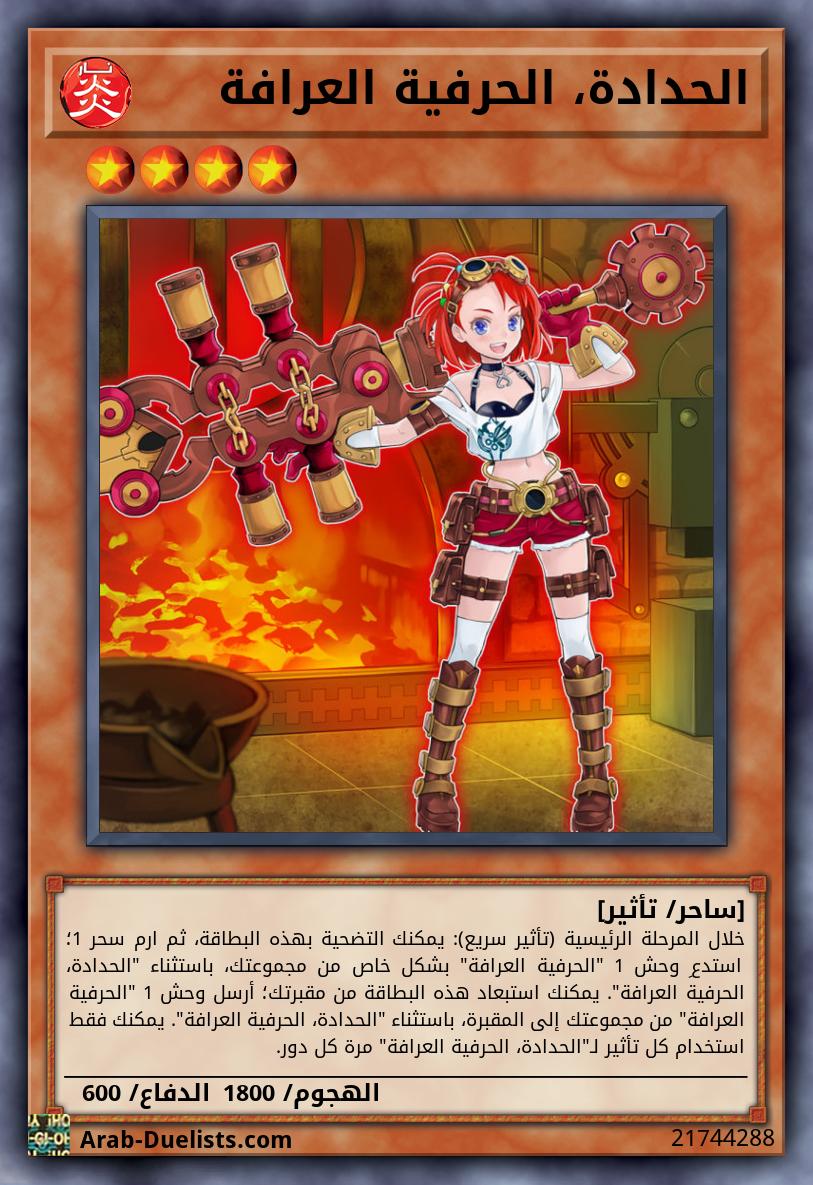 الحدادة، الحرفية العرافة
炎
[ساحر/ تأثير]
خلال المرحلة الرئيسية (تأثير سريع): يمكنك التضحية بهذه البطاقة، ثم ارم سحر 1؛
استدعِ وحش 1 "الحرفية العرافة" بشكل خاص من مجموعتك، باستثناء "الحدادة،
الحرفية العرافة". يمكنك استبعاد هذه البطاقة من مقبرتك؛ أرسل وحش 1 "الحرفية
العرافة" من مجموعتك إلى المقبرة، باستثناء "الحدادة، الحرفية العرافة". يمكنك فقط
استخدام كل تأثير لـ"الحدادة، الحرفية العرافة" مرة كل دور.
الهجوم/ 1800 الدفاع/ 600
Arab-Duelists.com
21744288